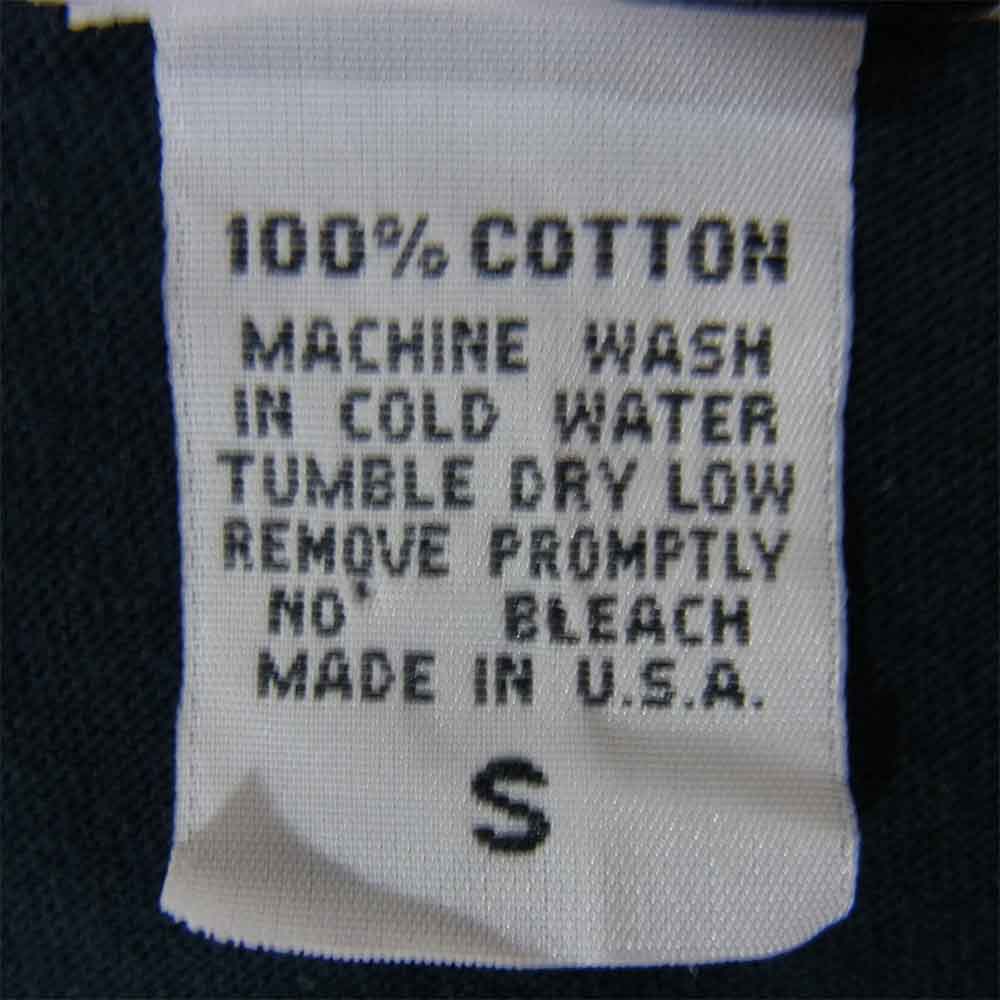 100% COTTON
MACHINE WASH
IN COLD WATER
TUMBLE DRY LOW
REMOVE PROMPTLY
NO BLEACH
MADE IN U.S.A.
S